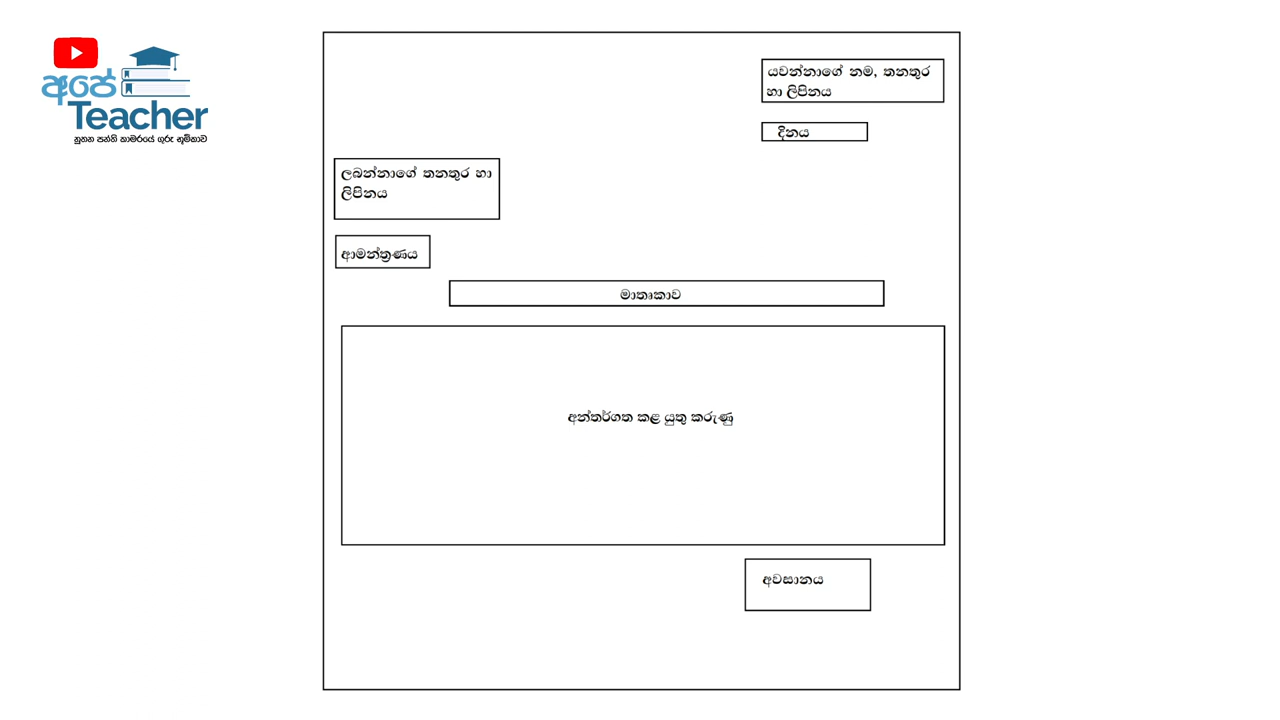 අපේ
Teacher
නූතන පන්ති කාමරයේ ගුරු භූමිකාව
යවන්නාගේ නම, තනතුර
හා ලිපිනය
දිනය
ලබන්නාගේ තනතුර හා
ලිපිනය
ආමන්ත්‍රණය
මාතෘකාව
අන්තර්ගත කළ යුතු කරුණු
අවසානය